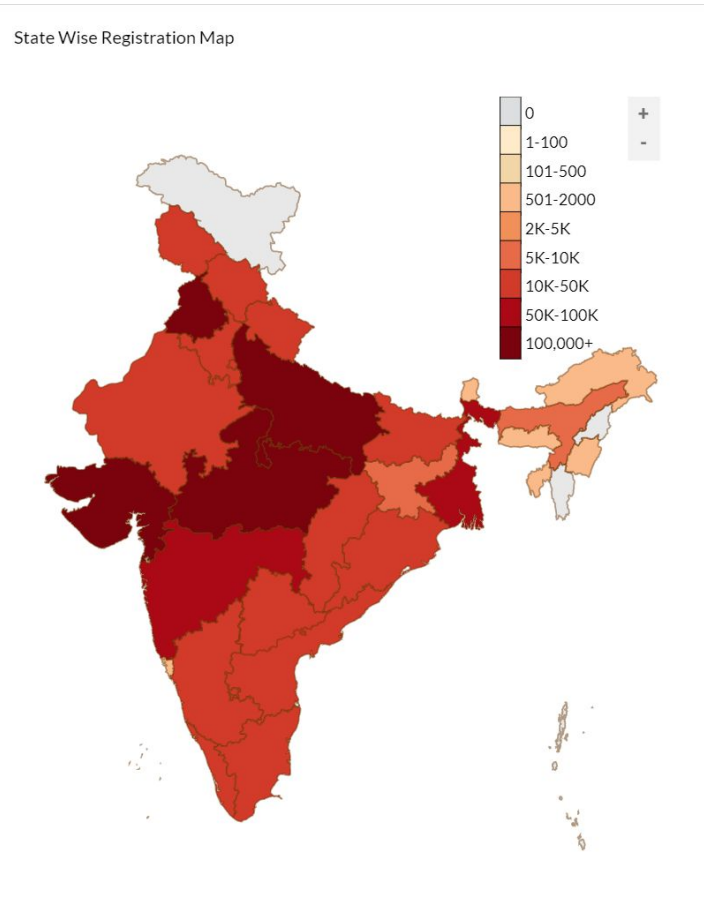 State Wise Registration Map
0
1-100
101-500
501-2000
2K-5K
5K-10K
10K-50K
50K-100K
100,000+
+
-